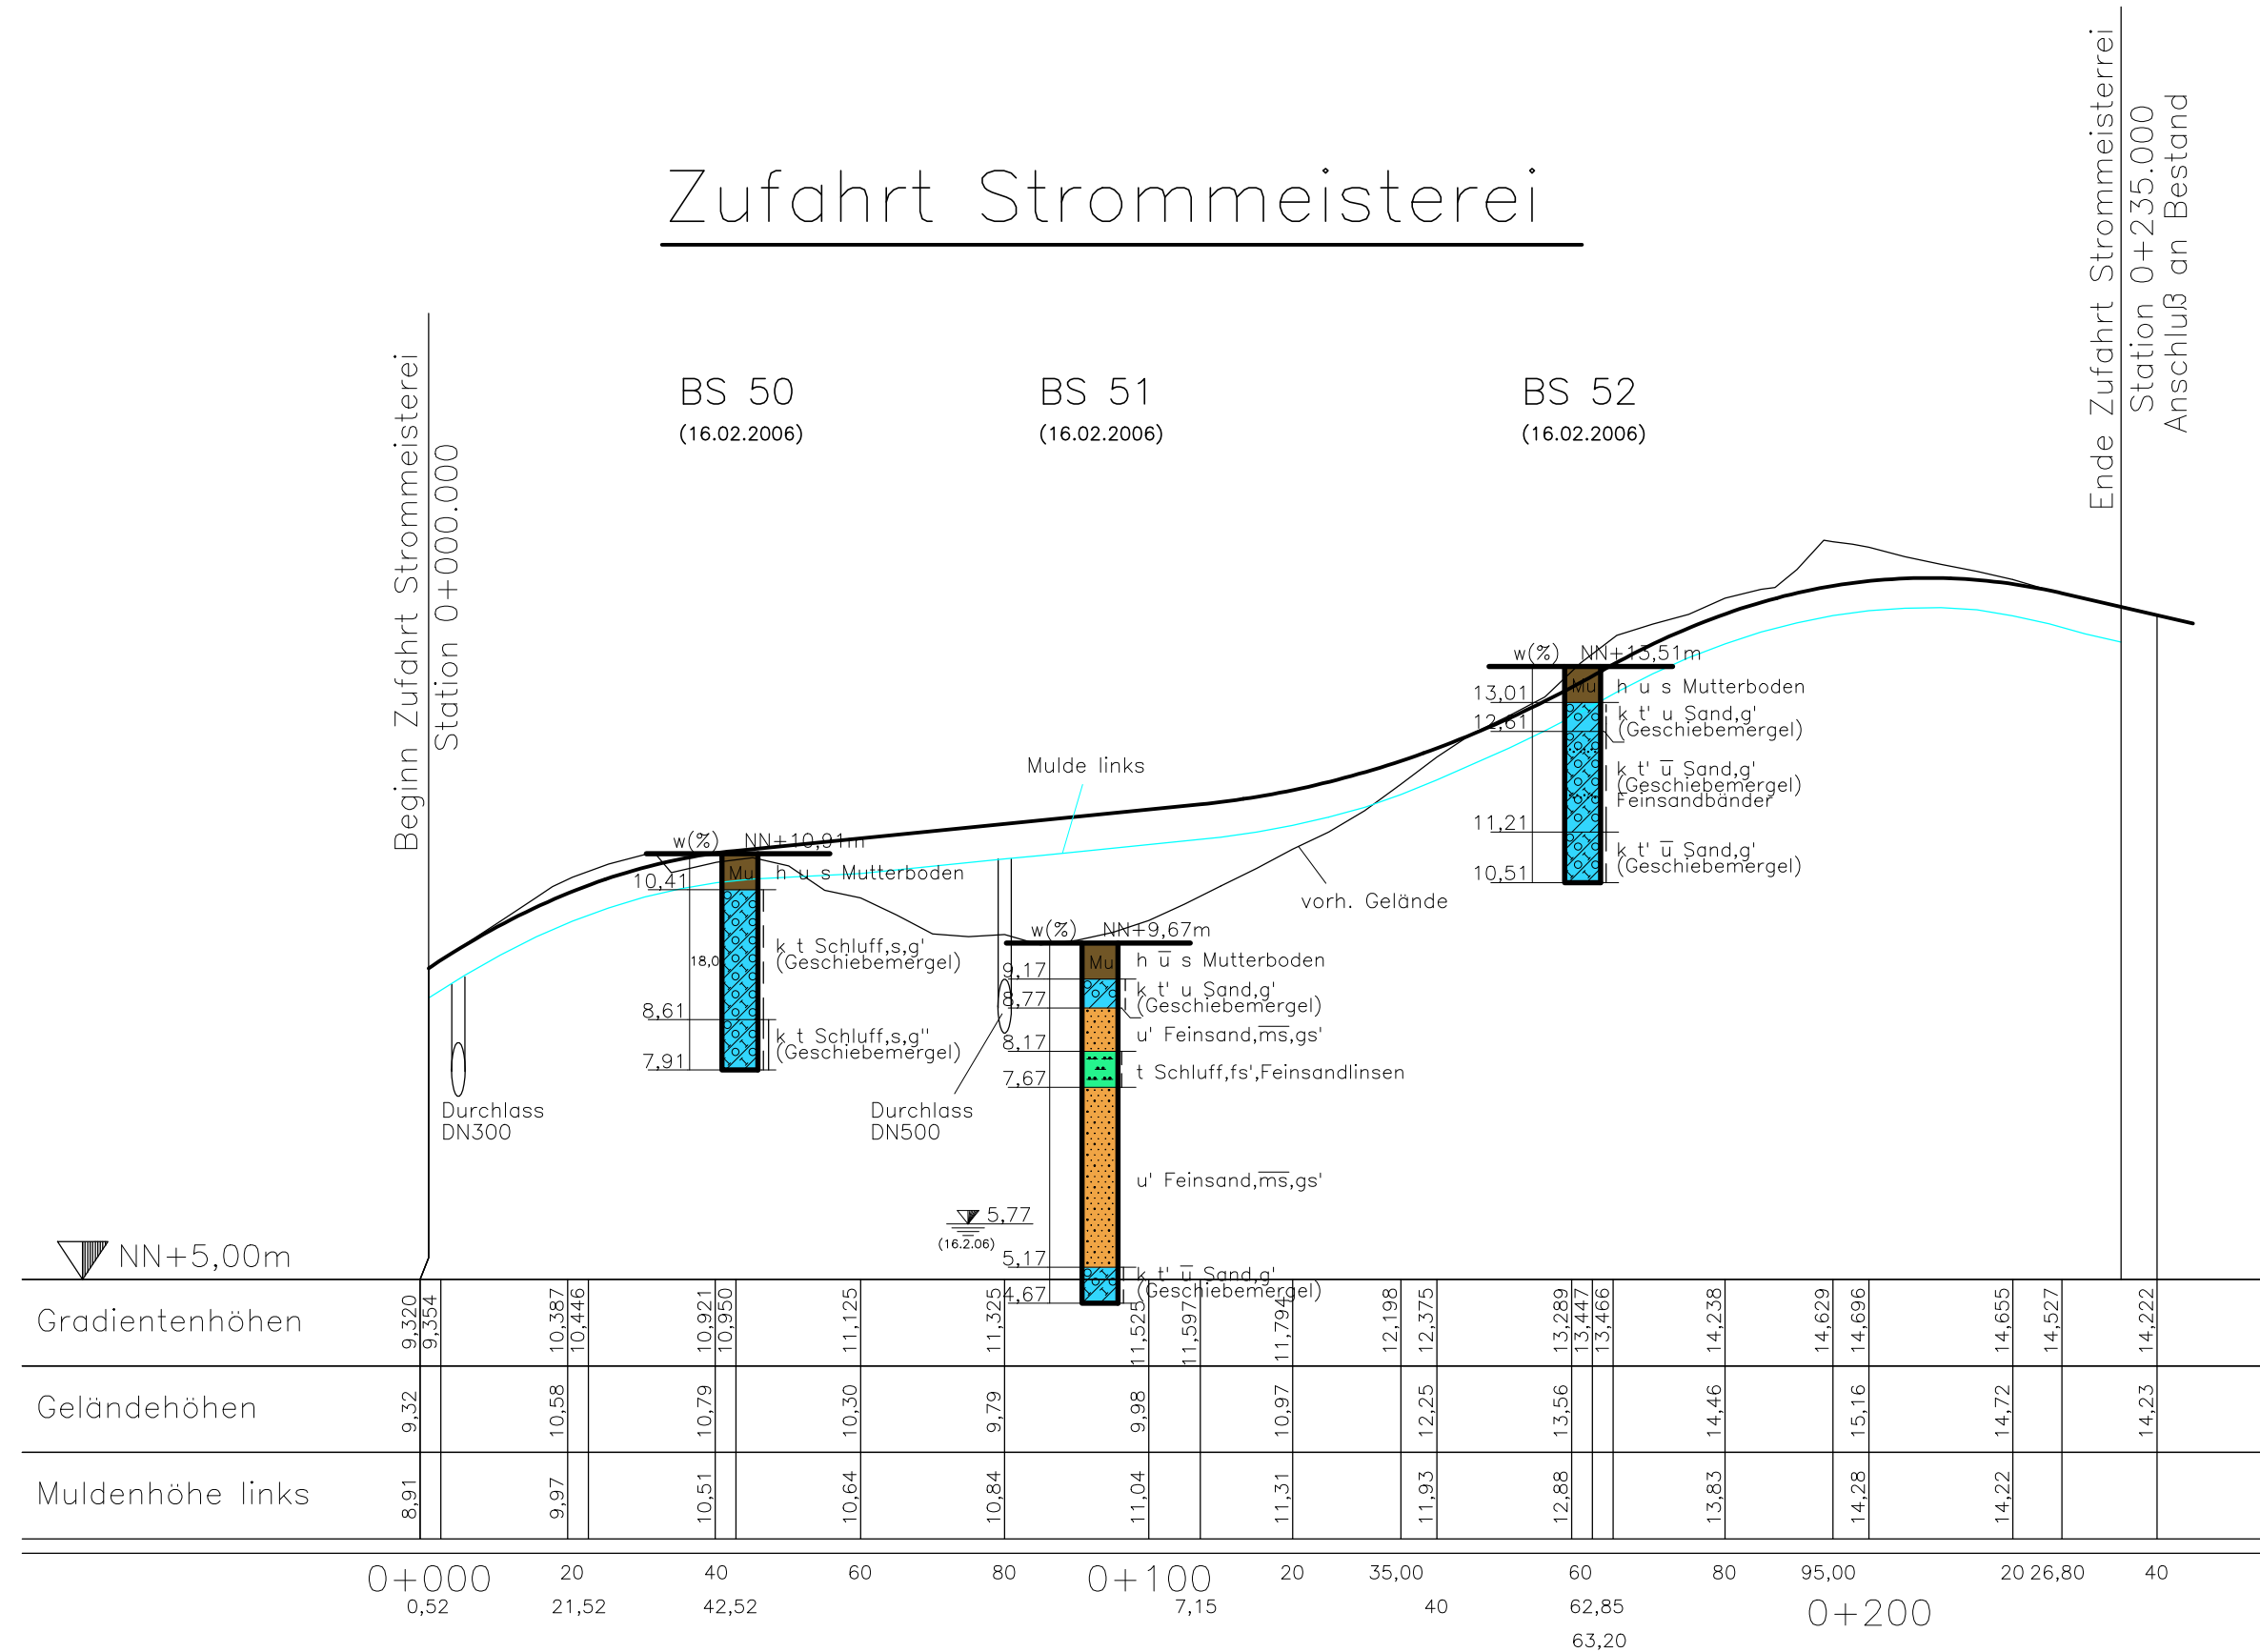 Zufahrt Strommeisterei
Beginn Zufahrt Strommeisterei
Station 0+000.000
Ende Zufahrt Strommeisterrei
Station 0+235.000
Anschluß an Bestand
BS 50
(16.02.2006)
BS 51
(16.02.2006)
BS 52
(16.02.2006)
w(%) NN+13,51m
Mu h u s Mutterboden
13,01
k t' u Sand,g'
(Geschiebemergel)
12,61
k t' u̅ Sand,g'
(Geschiebemergel)
Feinsandbänder
11,21
k t' u̅ Sand,g'
(Geschiebemergel)
10,51
Mulde links
vorh. Gelände
w(%) NN+10,91m
Mu h u s Mutterboden
10,41
k t Schluff,s,g'
(Geschiebemergel)
18,0
8,61
k t Schluff,s,g''
(Geschiebemergel)
7,91
w(%) NN+9,67m
Mu h u̅ s Mutterboden
9,17
k t' u Sand,g'
(Geschiebemergel)
8,77
u' Feinsand,m̅s̅,gs'
8,17
t Schluff,fs',Feinsandlinsen
7,67
u' Feinsand,m̅s̅,gs'
5,77
(16.2.06)
5,17
k t' u̅ Sand,g'
(Geschiebemergel)
4,67
Durchlass
DN300
Durchlass
DN500
NN+5,00m
Gradientenhöhen 9,320 9,354 10,387 10,446 10,921 10,950 11,125 11,325 11,525 11,597 11,794 12,198 12,375 13,289 13,447 13,466 14,238 14,629 14,696 14,655 14,527 14,222
Geländehöhen 9,32 10,58 10,79 10,30 9,79 9,98 10,97 12,25 13,56 14,46 15,16 14,72 14,23
Muldenhöhe links 8,91 9,97 10,51 10,64 10,84 11,04 11,31 11,93 12,88 13,83 14,28 14,22
0+000 20 40 60 80 0+100 20 35,00 60 80 95,00 20 26,80 40
0,52 21,52 42,52 7,15 40 62,85 0+200
63,20